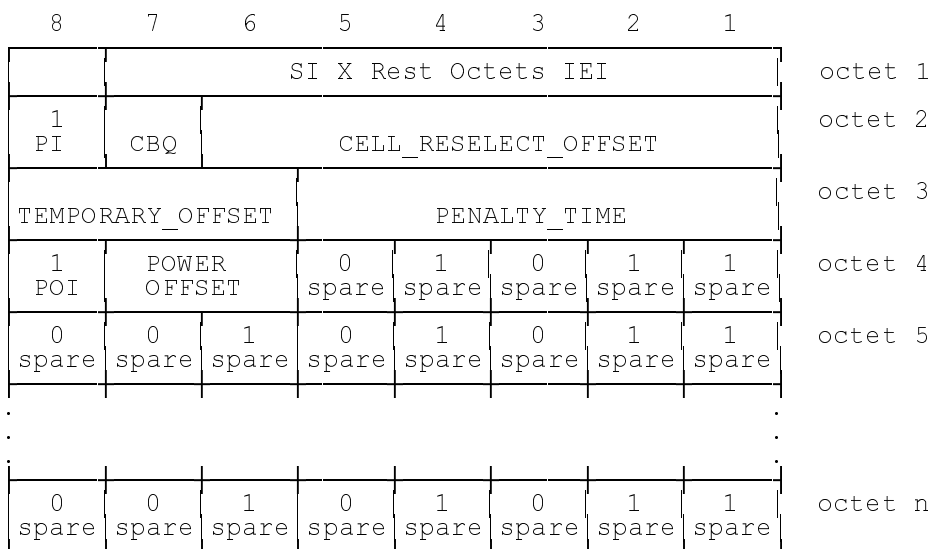 8 7 6 5 4 3 2 1
SI X Rest Octets IEI octet 1
1 octet 2
PI CBQ CELL_RESELECT_OFFSET
octet 3
TEMPORARY_OFFSET PENALTY_TIME
1 POWER 0 1 0 1 1 octet 4
POI OFFSET spare spare spare spare spare
0 0 1 0 1 0 1 1 octet 5
spare spare spare spare spare spare spare spare
0 0 1 0 1 0 1 1 octet n
spare spare spare spare spare spare spare spare